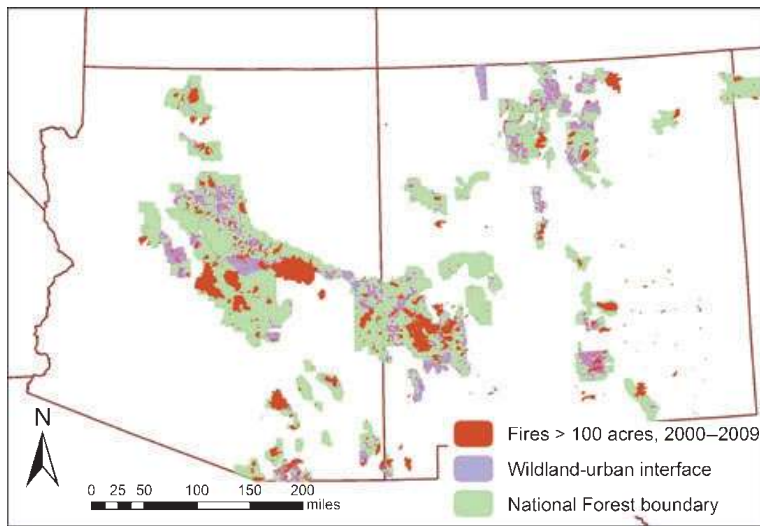 Fires > 100 acres, 2000–2009
Wildland-urban interface
National Forest boundary
N
0 25 50 100 150 200
miles